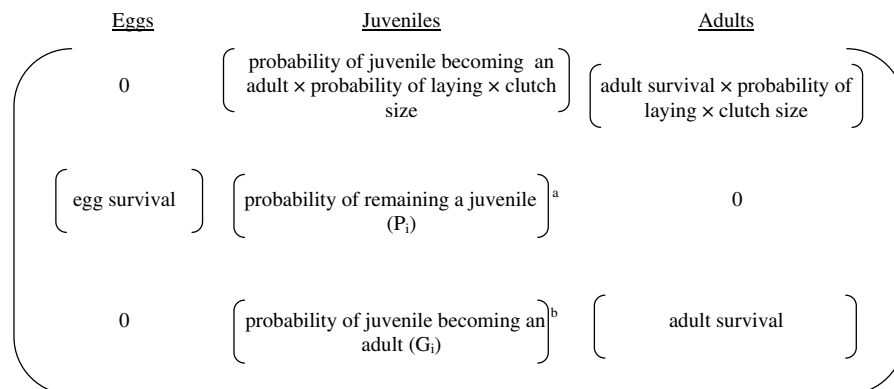 Eggs Juveniles Adults
0
probability of juvenile becoming an
adult × probability of laying × clutch
size
adult survival × probability of
laying × clutch size
egg survival
probability of remaining a juvenile
(Pi)
a
0
0
probability of juvenile becoming an
adult (Gi)
b
adult survival